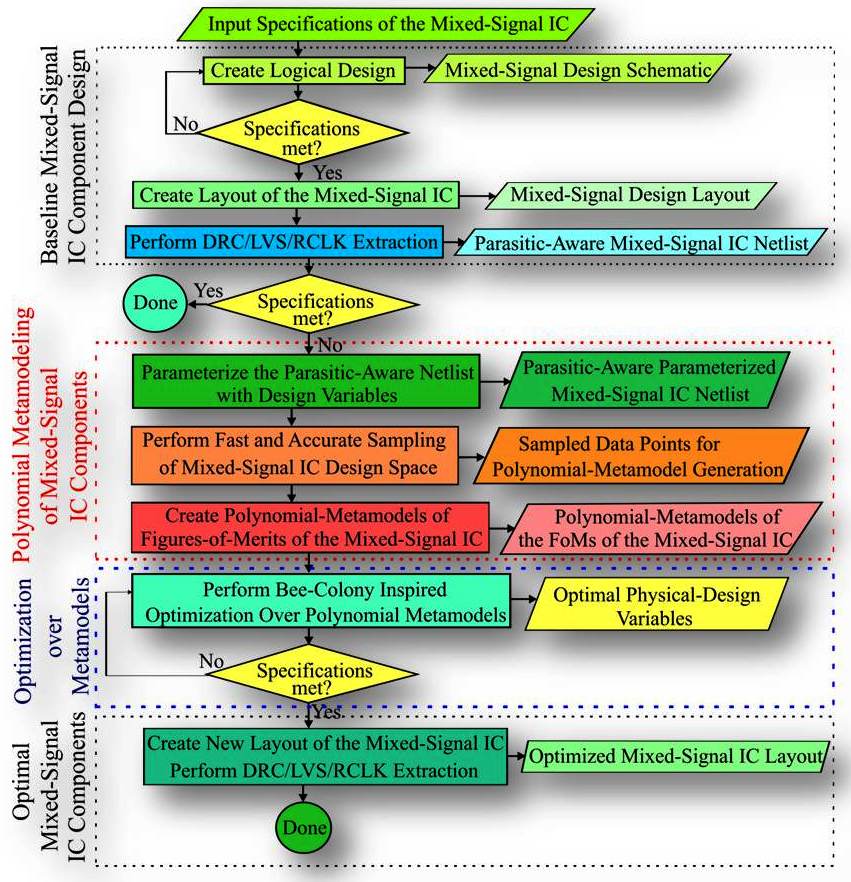 Input Specifications of the Mixed-Signal IC
Baseline Mixed-Signal
IC Component Design
Create Logical Design
Mixed-Signal Design Schematic
No
Specifications
met?
Yes
Create Layout of the Mixed-Signal IC
Mixed-Signal Design Layout
Perform DRC/LVS/RCLK Extraction
Parasitic-Aware Mixed-Signal IC Netlist
Done
Yes
Specifications
met?
No
Polynomial Metamodeling
of Mixed-Signal
IC Components
Parameterize the Parasitic-Aware Netlist
with Design Variables
Parasitic-Aware Parameterized
Mixed-Signal IC Netlist
Perform Fast and Accurate Sampling
of Mixed-Signal IC Design Space
Sampled Data Points for
Polynomial-Metamodel Generation
Create Polynomial-Metamodels of
Figures-of-Merits of the Mixed-Signal IC
Polynomial-Metamodels of
the FoMs of the Mixed-Signal IC
Optimization
over
Metamodels
Perform Bee-Colony Inspired
Optimization Over Polynomial Metamodels
Optimal Physical-Design
Variables
No
Specifications
met?
Yes
Optimal
Mixed-Signal
IC Components
Create New Layout of the Mixed-Signal IC
Perform DRC/LVS/RCLK Extraction
Optimized Mixed-Signal IC Layout
Done